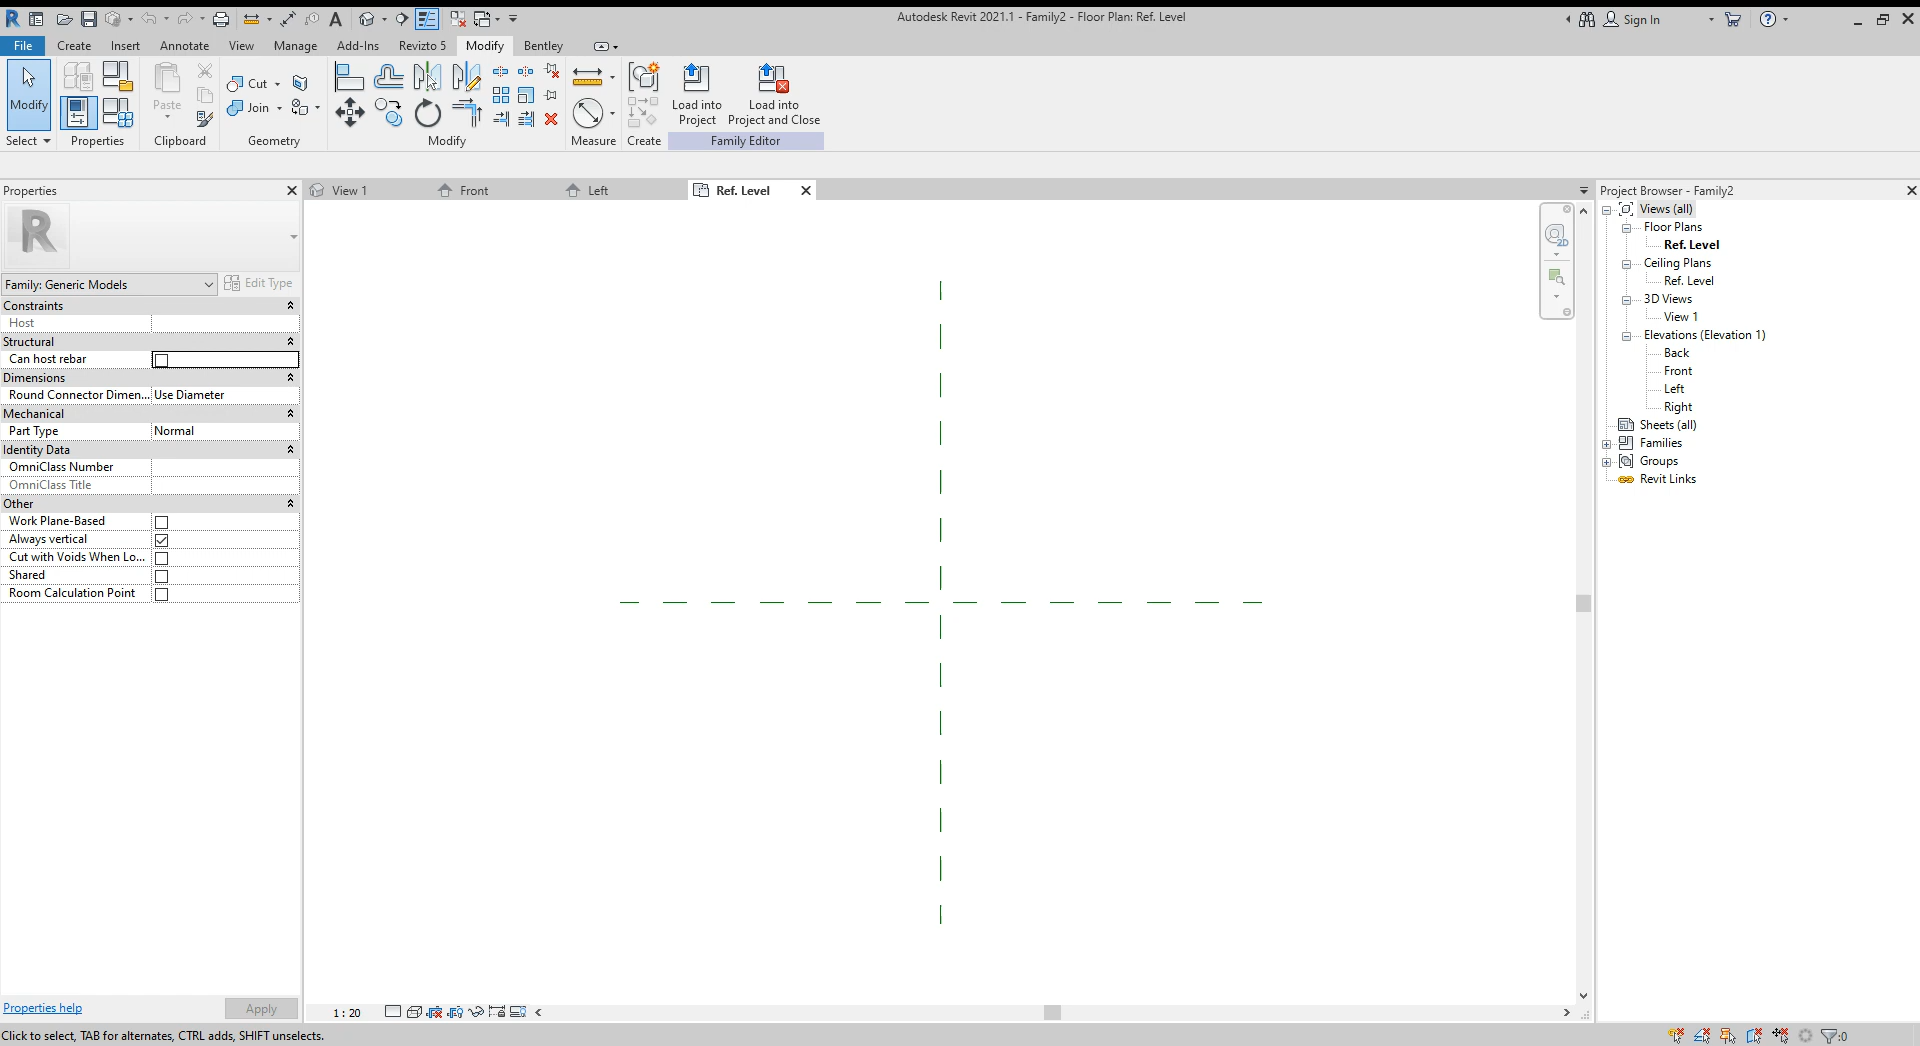 Autodesk Revit 2021.1 - Family2 - Floor Plan: Ref. Level
Sign In
File Create Insert Annotate View Manage Add-Ins Revizto 5 Modify Bentley
Modify
Paste
Cut
Join
Load into Project
Load into Project and Close
Select Properties Clipboard Geometry Modify Measure Create Family Editor
Properties
View 1
Front
Left
Ref. Level
Project Browser - Family2
R
Family: Generic Models
Edit Type
Constraints
Host
Structural
Can host rebar
Dimensions
Round Connector Dimen... Use Diameter
Mechanical
Part Type Normal
Identity Data
OmniClass Number
OmniClass Title
Other
Work Plane-Based
Always vertical
Cut with Voids When Lo...
Shared
Room Calculation Point
2D
Views (all)
Floor Plans
Ref. Level
Ceiling Plans
Ref. Level
3D Views
View 1
Elevations (Elevation 1)
Back
Front
Left
Right
Sheets (all)
Families
Groups
Revit Links
Properties help
Apply
1 : 20
Click to select, TAB for alternates, CTRL adds, SHIFT unselects.
:0